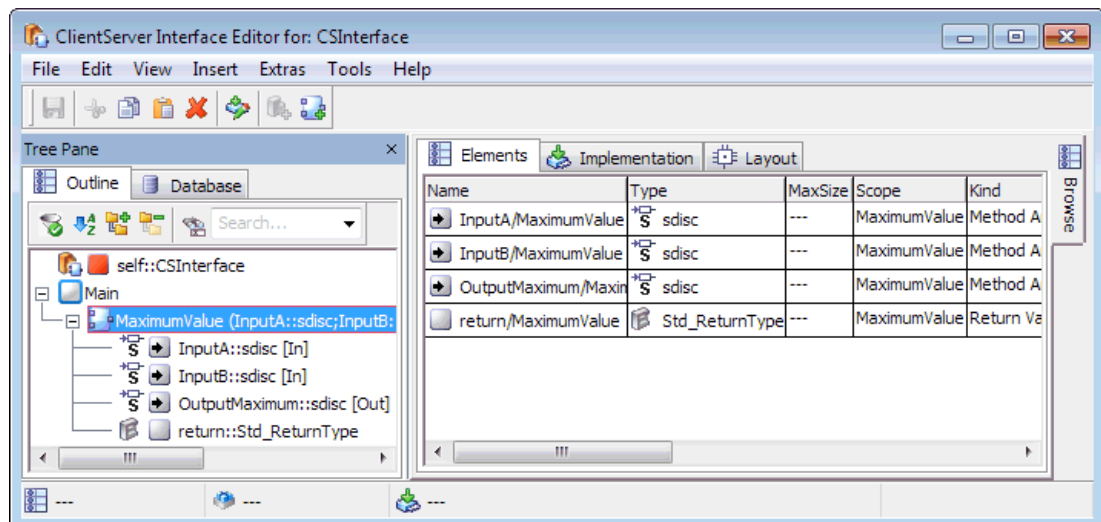 ClientServer Interface Editor for: CSInterface
File Edit View Insert Extras Tools Help
Tree Pane
Outline Database
Search...
self::CSInterface
Main
MaximumValue (InputA::sdisc;InputB:
InputA::sdisc [In]
InputB::sdisc [In]
OutputMaximum::sdisc [Out]
return::Std_ReturnType
Elements Implementation Layout
Name Type MaxSize Scope Kind
InputA/MaximumValue sdisc --- MaximumValue Method A
InputB/MaximumValue sdisc --- MaximumValue Method A
OutputMaximum/Maxin sdisc --- MaximumValue Method A
return/MaximumValue Std_ReturnType --- MaximumValue Return Va
Browse
--- --- ---